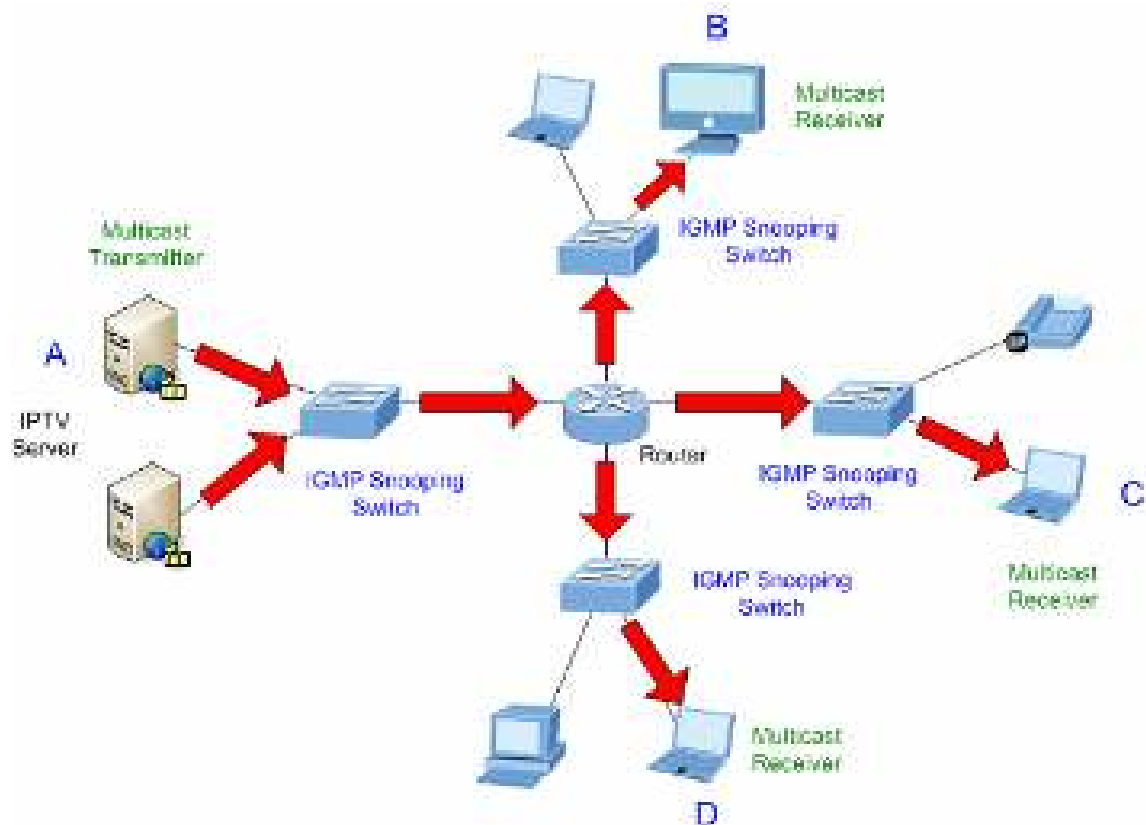 B
Multicast
Receiver
IGMP Snooping
Switch
Multicast
Transmitter
A
IPTV
Server
IGMP Snooping
Switch
Router
IGMP Snooping
Switch
C
Multicast
Receiver
IGMP Snooping
Switch
Multicast
Receiver
D